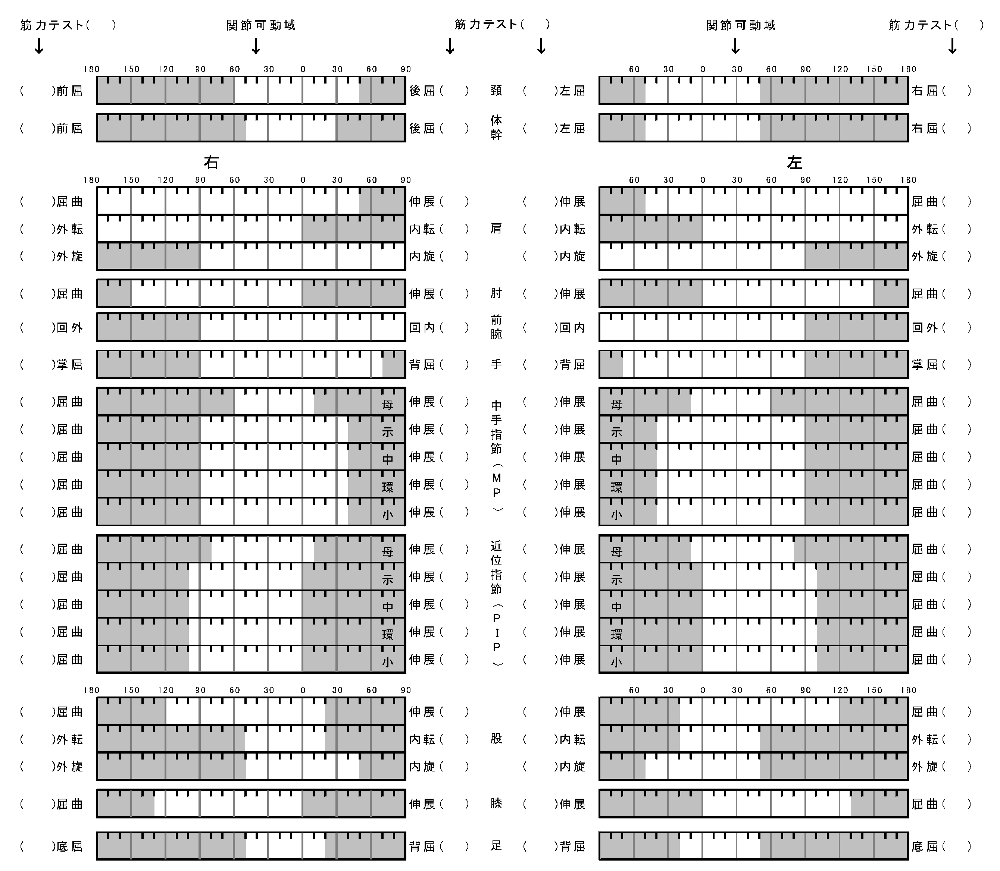 筋力テスト(　　) 関節可動域 筋力テスト(　　) 関節可動域 筋力テスト(　　)
↓ ↓ ↓ ↓ ↓ ↓
180 150 120 90 60 30 0 30 60 90 60 30 0 30 60 90 120 150 180
(　　)前屈 後屈(　　) 頚 (　　)左屈 右屈(　　)
(　　)前屈 後屈(　　) 体幹 (　　)左屈 右屈(　　)
右 左
180 150 120 90 60 30 0 30 60 90 60 30 0 30 60 90 120 150 180
(　　)屈曲 伸展(　　) (　　)伸展 屈曲(　　)
(　　)外転 内転(　　) 肩 (　　)内転 外転(　　)
(　　)外旋 内旋(　　) (　　)内旋 外旋(　　)
(　　)屈曲 伸展(　　) 肘 (　　)伸展 屈曲(　　)
(　　)回外 回内(　　) 前腕 (　　)回内 回外(　　)
(　　)掌屈 背屈(　　) 手 (　　)背屈 掌屈(　　)
中手指節(MP)
(　　)屈曲 母 伸展(　　) (　　)伸展 母 屈曲(　　)
(　　)屈曲 示 伸展(　　) (　　)伸展 示 屈曲(　　)
(　　)屈曲 中 伸展(　　) (　　)伸展 中 屈曲(　　)
(　　)屈曲 環 伸展(　　) (　　)伸展 環 屈曲(　　)
(　　)屈曲 小 伸展(　　) (　　)伸展 小 屈曲(　　)
近位指節(PIP)
(　　)屈曲 母 伸展(　　) (　　)伸展 母 屈曲(　　)
(　　)屈曲 示 伸展(　　) (　　)伸展 示 屈曲(　　)
(　　)屈曲 中 伸展(　　) (　　)伸展 中 屈曲(　　)
(　　)屈曲 環 伸展(　　) (　　)伸展 環 屈曲(　　)
(　　)屈曲 小 伸展(　　) (　　)伸展 小 屈曲(　　)
180 150 120 90 60 30 0 30 60 90 60 30 0 30 60 90 120 150 180
(　　)屈曲 伸展(　　) (　　)伸展 屈曲(　　)
(　　)外転 内転(　　) 股 (　　)内転 外転(　　)
(　　)外旋 内旋(　　) (　　)内旋 外旋(　　)
(　　)屈曲 伸展(　　) 膝 (　　)伸展 屈曲(　　)
(　　)底屈 背屈(　　) 足 (　　)背屈 底屈(　　)